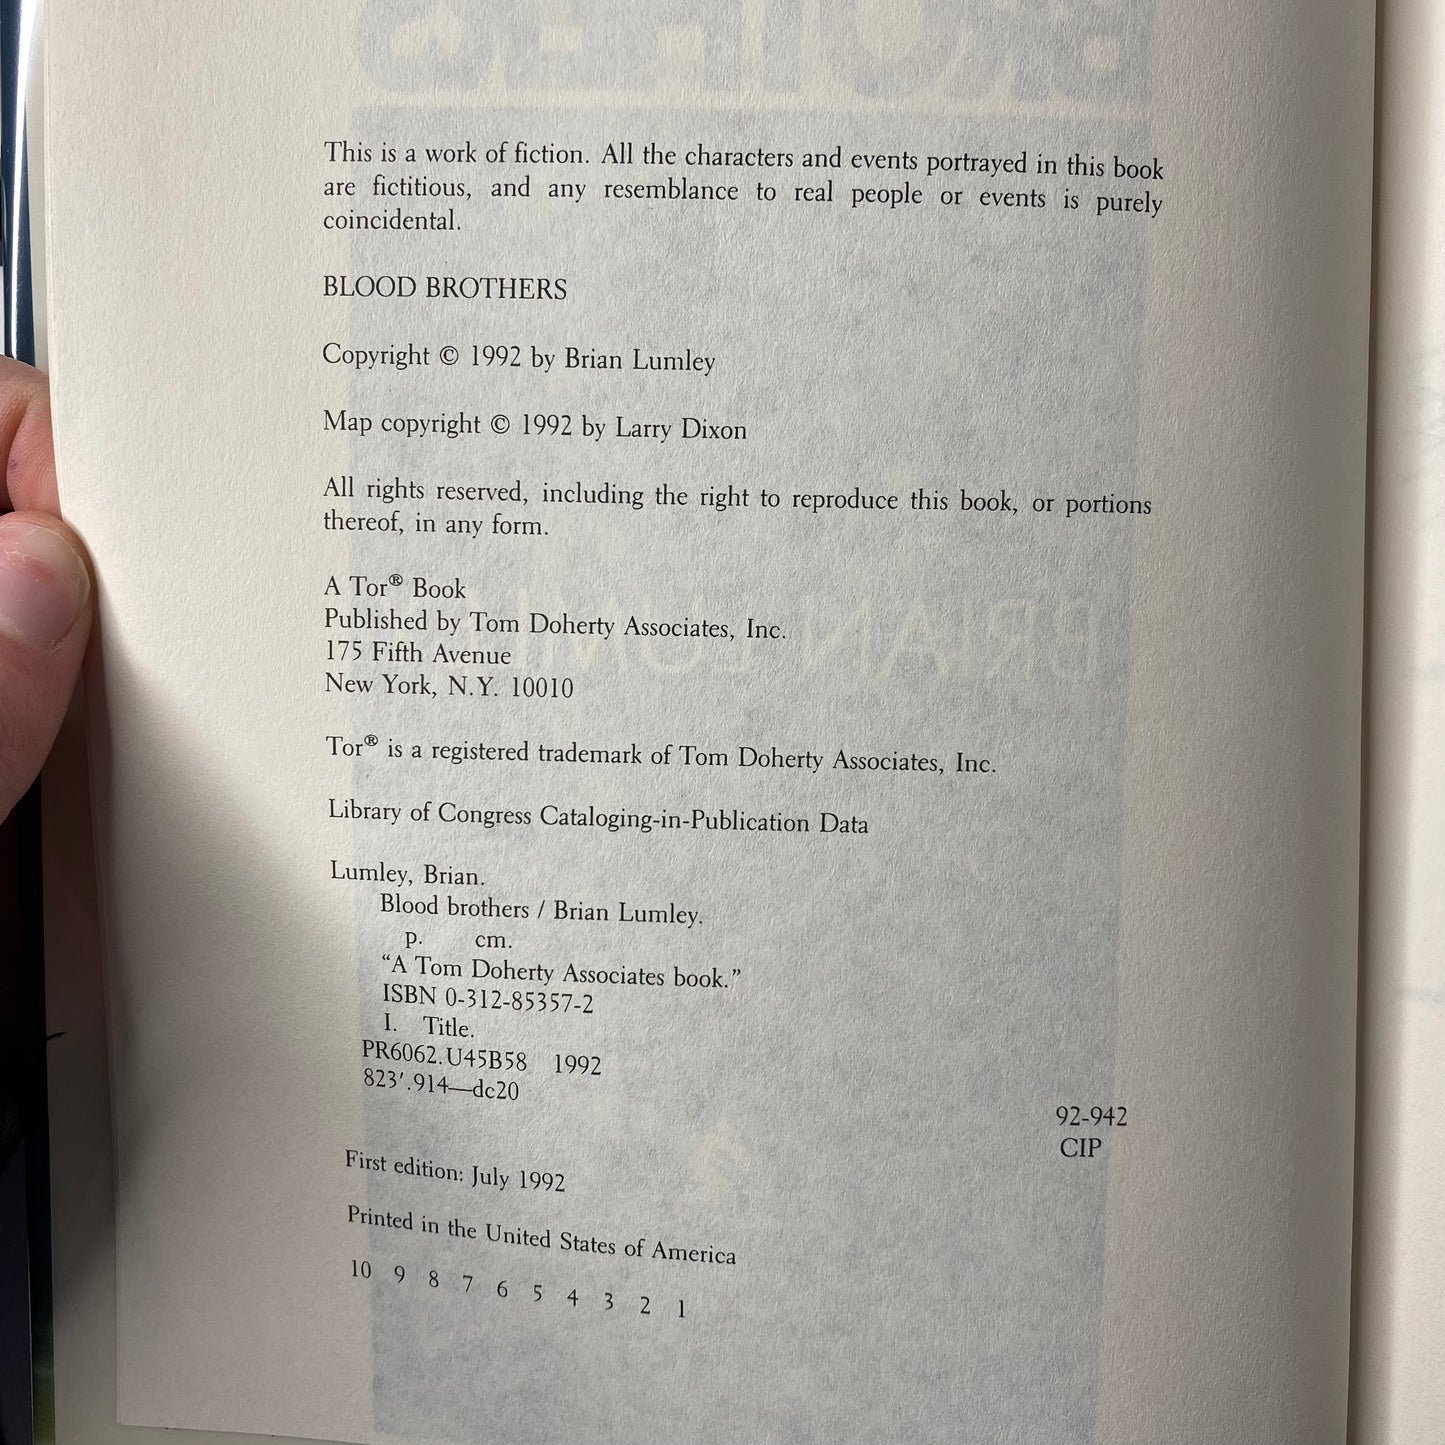 This is a work of fiction. All the characters and events portrayed in this book
are fictitious, and any resemblance to real people or events is purely
coincidental.
BLOOD BROTHERS
Copyright © 1992 by Brian Lumley
Map copyright © 1992 by Larry Dixon
All rights reserved, including the right to reproduce this book, or portions
thereof, in any form.
A Tor® Book
Published by Tom Doherty Associates, Inc.
175 Fifth Avenue
New York, N.Y. 10010
Tor® is a registered trademark of Tom Doherty Associates, Inc.
Library of Congress Cataloging-in-Publication Data
Lumley, Brian.
Blood brothers / Brian Lumley.
p. cm.
“A Tom Doherty Associates book.”
ISBN 0-312-85357-2
I. Title.
PR6062.U45B58 1992
823′.914—dc20
92-942
CIP
First edition: July 1992
Printed in the United States of America
10 9 8 7 6 5 4 3 2 1